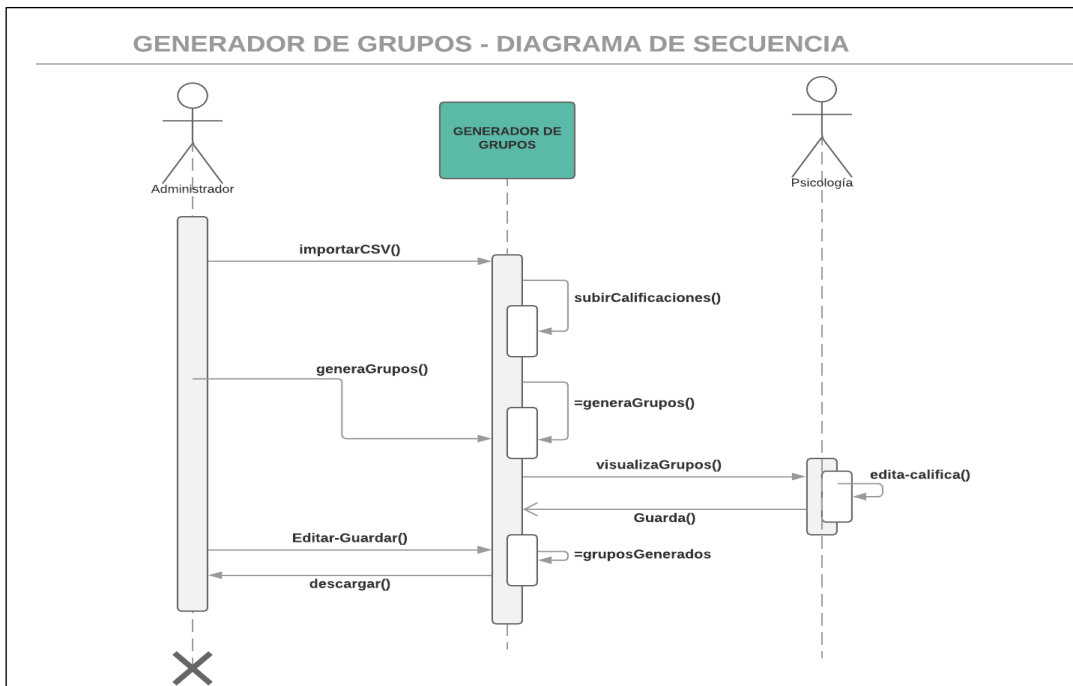 GENERADOR DE GRUPOS - DIAGRAMA DE SECUENCIA
GENERADOR DE
GRUPOS
Administrador
Psicología
importarCSV()
subirCalificaciones()
generaGrupos()
=generaGrupos()
visualizaGrupos()
edita-califica()
Guarda()
Editar-Guardar()
=gruposGenerados
descargar()